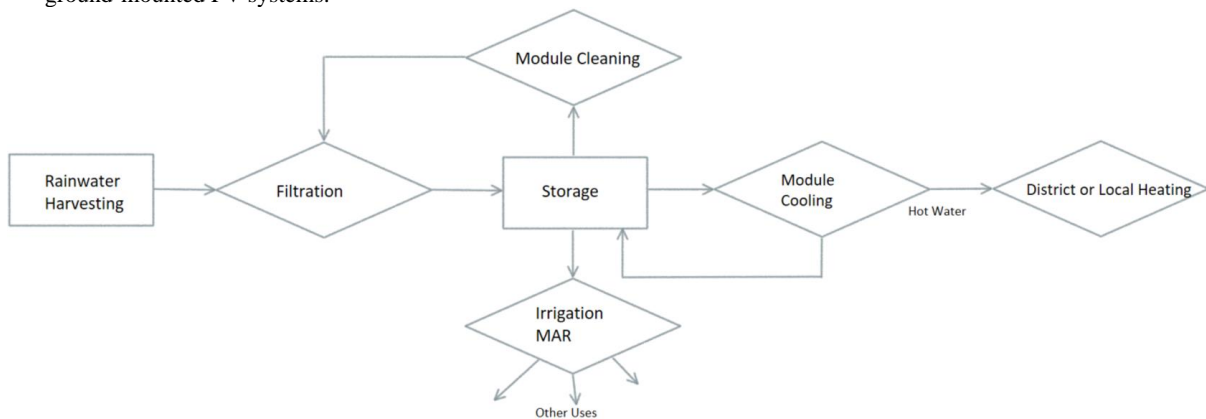 ground-mounted PV systems.
Module Cleaning
Rainwater
Harvesting
Filtration
Storage
Module
Cooling
Hot Water
District or Local Heating
Irrigation
MAR
Other Uses